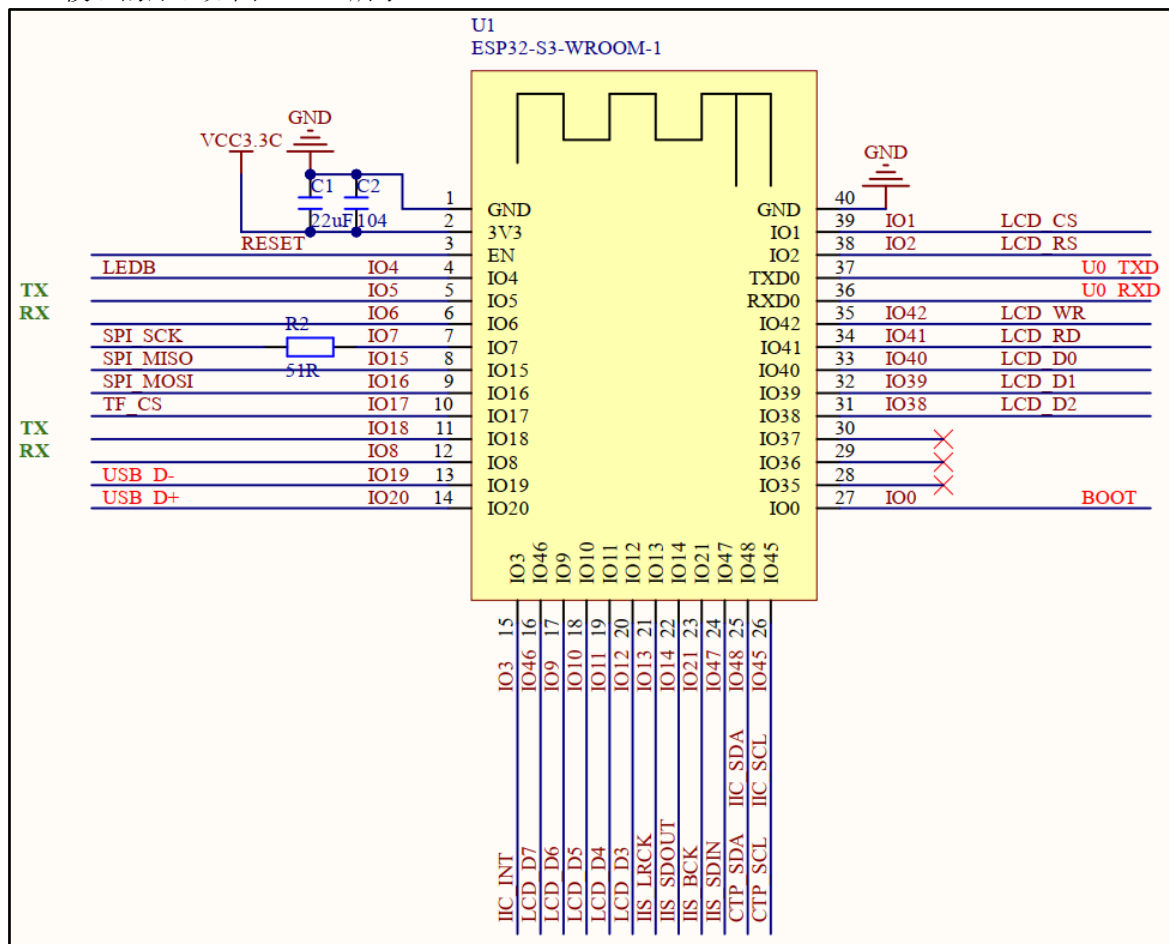 U1
ESP32-S3-WROOM-1
GND
VCC3.3C
C1 C2
22uF 104
GND
1 GND
2 3V3
RESET 3 EN
LEDB IO4 4 IO4
TX IO5 5 IO5
RX IO6 6 IO6
R2
SPI_SCK IO7 7 IO7
51R
SPI_MISO IO15 8 IO15
SPI_MOSI IO16 9 IO16
TF_CS IO17 10 IO17
TX IO18 11 IO18
RX IO8 12 IO8
USB_D- IO19 13 IO19
USB_D+ IO20 14 IO20
GND 40
IO1 39 IO1 LCD_CS
IO2 38 IO2 LCD_RS
TXD0 37 U0_TXD
RXD0 36 U0_RXD
IO42 35 IO42 LCD_WR
IO41 34 IO41 LCD_RD
IO40 33 IO40 LCD_D0
IO39 32 IO39 LCD_D1
IO38 31 IO38 LCD_D2
IO37 30
IO36 29
IO35 28
IO0 27 IO0 BOOT
IO3 15 IO3 IIC_INT
IO46 16 IO46 LCD_D7
IO9 17 IO9 LCD_D6
IO10 18 IO10 LCD_D5
IO11 19 IO11 LCD_D4
IO12 20 IO12 LCD_D3
IO13 21 IO13 IIS_LRCK
IO14 22 IO14 IIS_SDOUT
IO21 23 IO21 IIS_BCK
IO47 24 IO47 IIS_SDIN
IO48 25 IO48 IIC_SDA CTP_SDA
IO45 26 IO45 IIC_SCL CTP_SCL